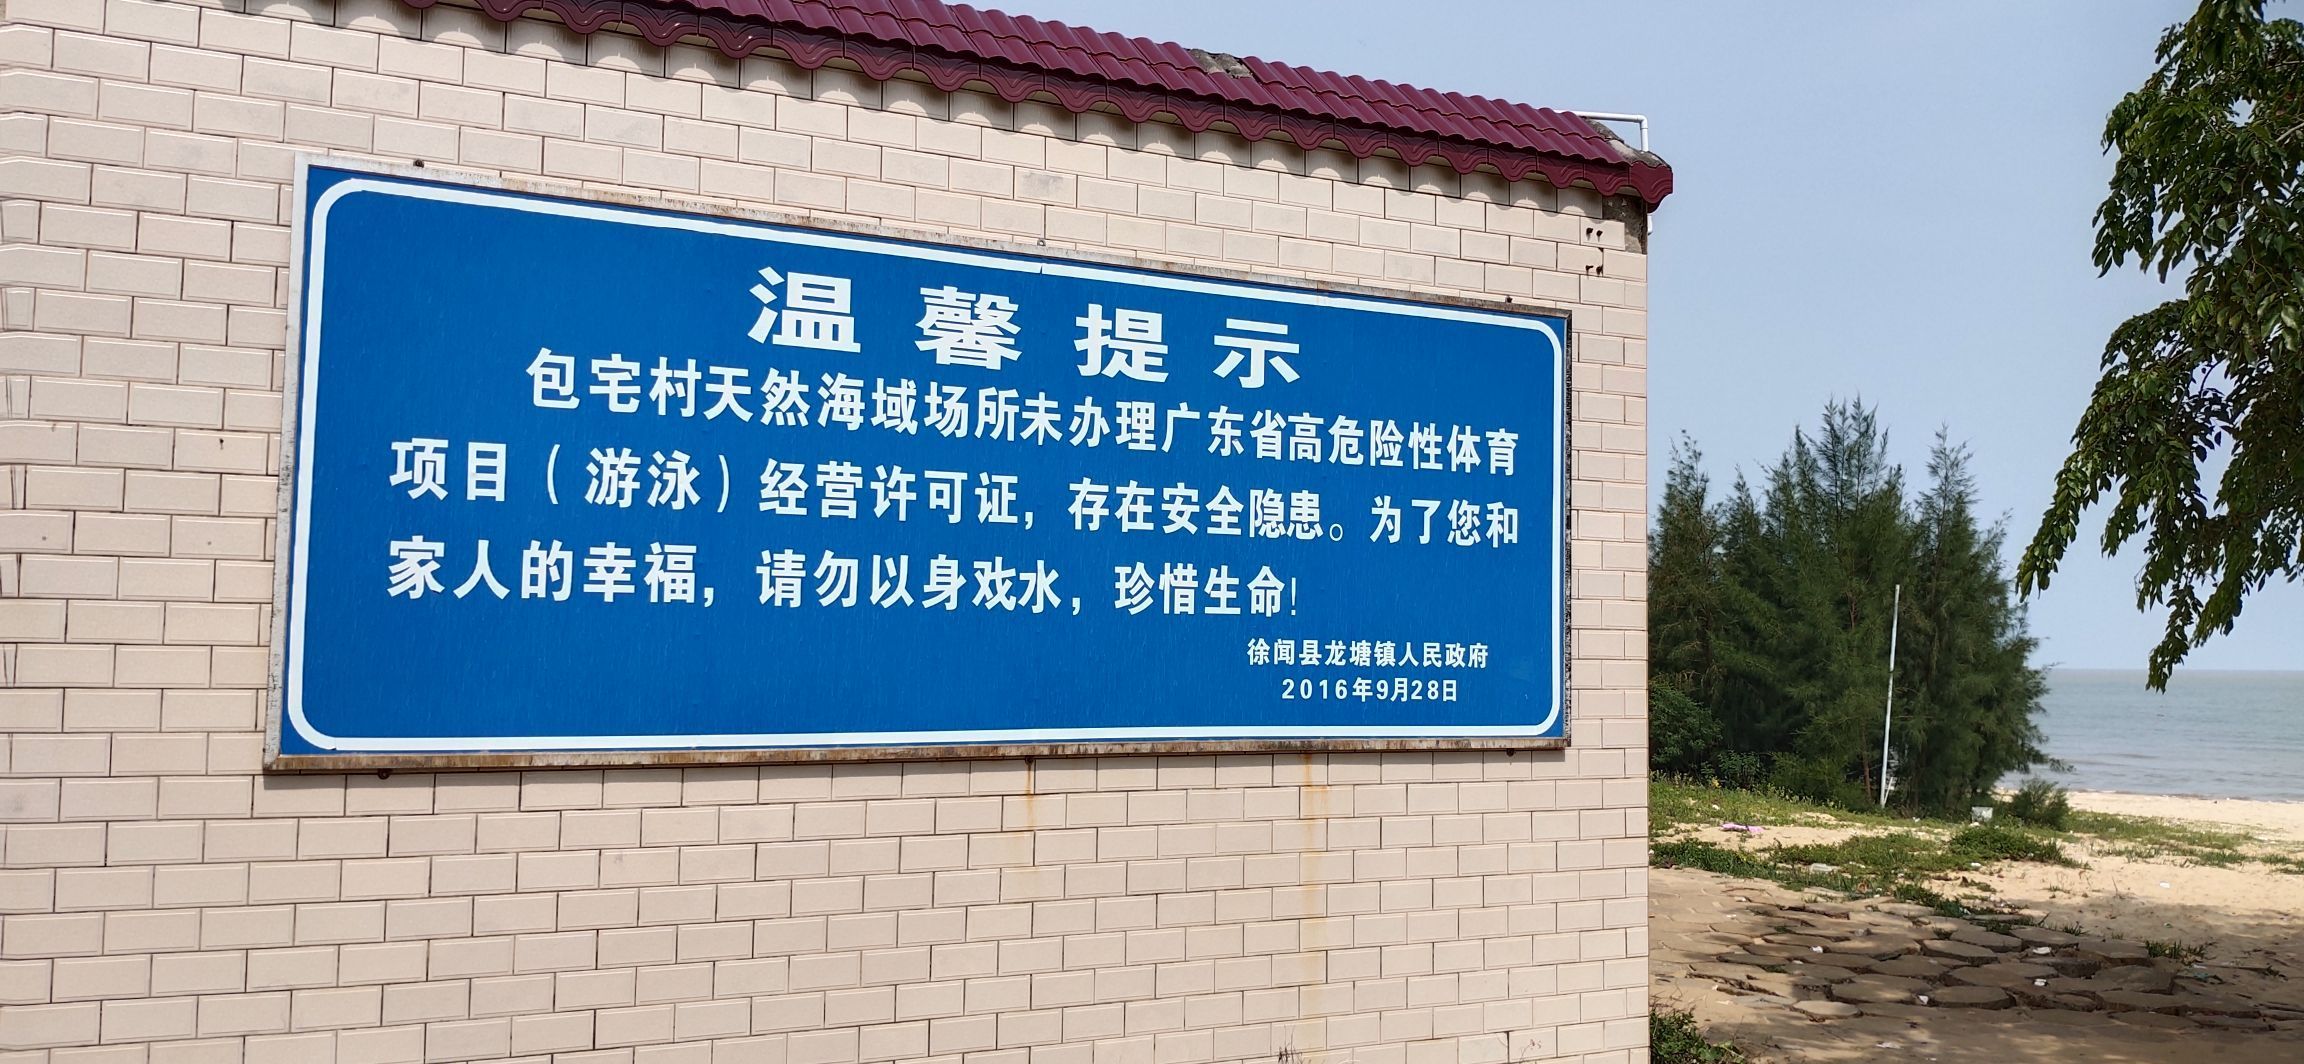 温馨提示
包宅村天然海域场所未办理广东省高危险性体育
项目（游泳）经营许可证，存在安全隐患。为了您和
家人的幸福，请勿以身戏水，珍惜生命！
徐闻县龙塘镇人民政府
2016年9月28日